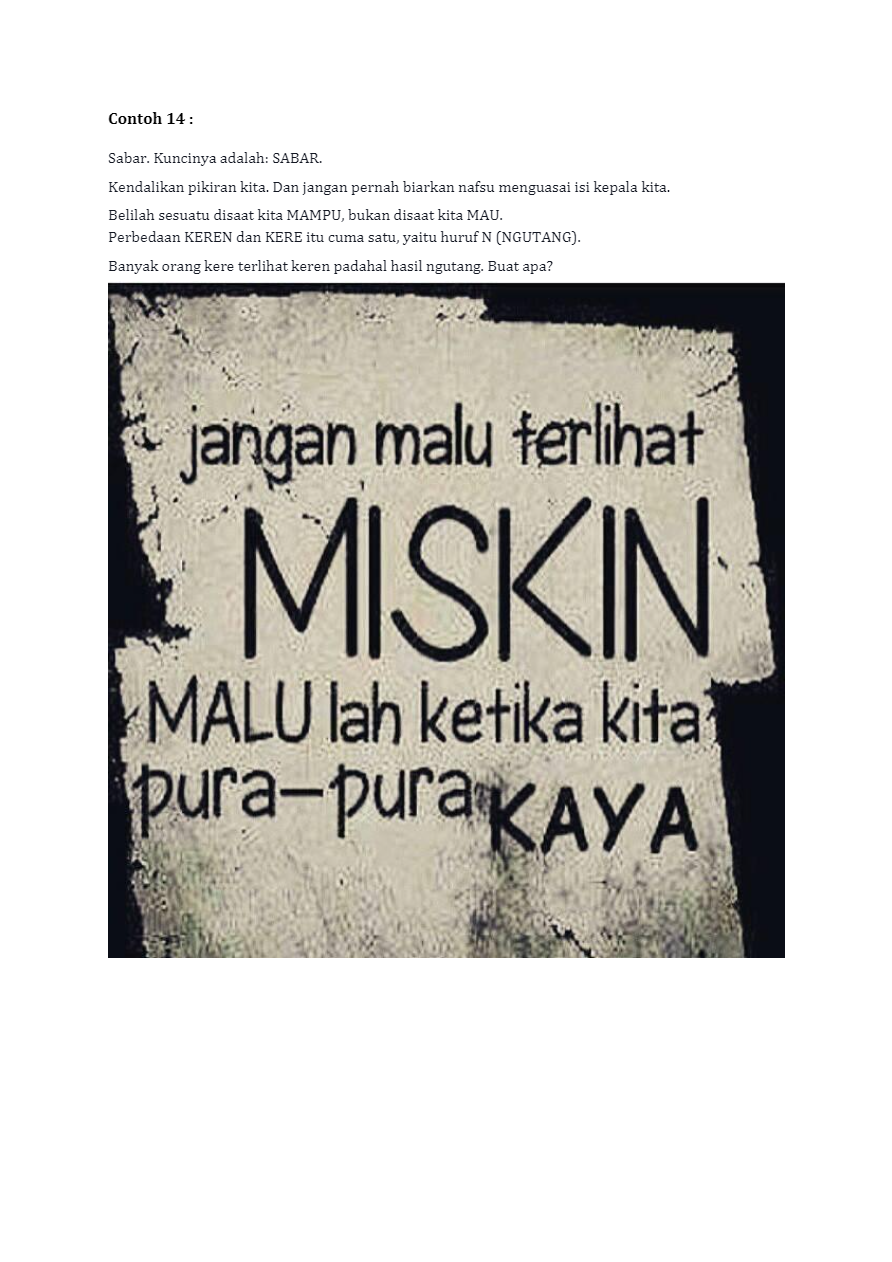 Contoh 14 :
Sabar. Kuncinya adalah: SABAR.
Kendalikan pikiran kita. Dan jangan pernah biarkan nafsu menguasai isi kepala kita.
Belilah sesuatu disaat kita MAMPU, bukan disaat kita MAU.
Perbedaan KEREN dan KERE itu cuma satu, yaitu huruf N (NGUTANG).
Banyak orang kere terlihat keren padahal hasil ngutang. Buat apa?
jangan malu terlihat
MISKIN
MALU lah ketika kita
pura-pura KAYA